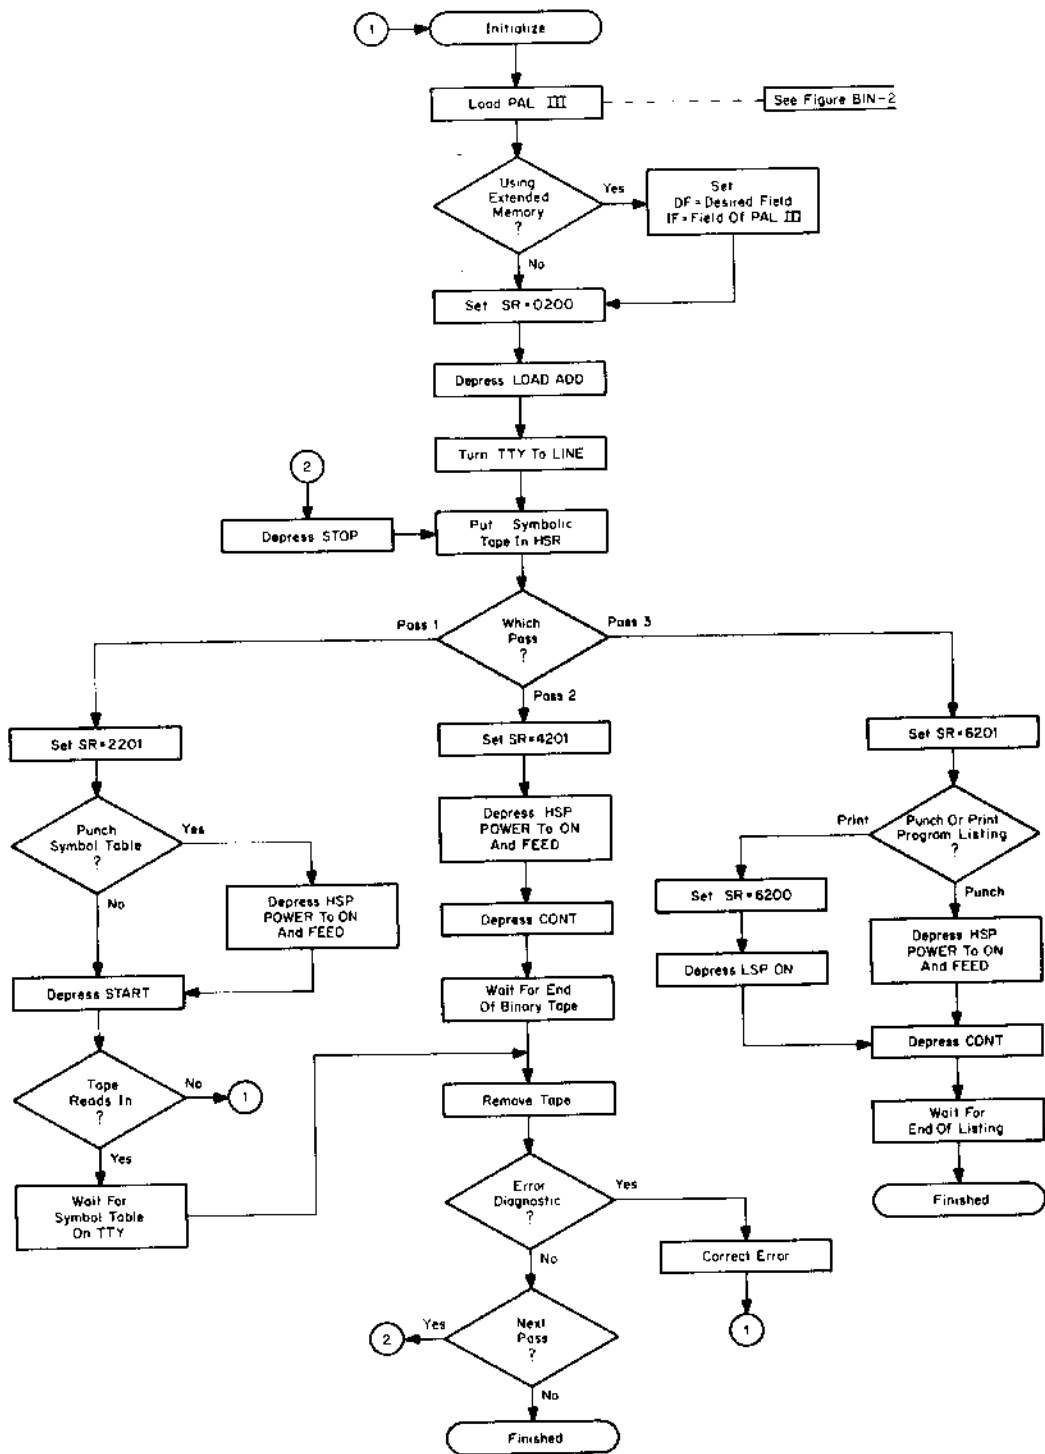 1
Initialize
Load PAL III
See Figure BIN-2
Using
Extended
Memory
?
Yes
Set
DF=Desired Field
IF=Field Of PAL III
No
Set SR=0200
Depress LOAD ADD
Turn TTY To LINE
2
Depress STOP
Put Symbolic
Tape In HSR
Pass 1
Which
Pass
?
Pass 3
Pass 2
Set SR=2201
Set SR=4201
Set SR=6201
Punch
Symbol Table
?
Yes
No
Depress HSP
POWER To ON
And FEED
Depress HSP
POWER To ON
And FEED
Print
Punch Or Print
Program Listing
?
Punch
Set SR=6200
Depress LSP ON
Depress HSP
POWER To ON
And FEED
Depress CONT
Depress START
Wait For End
Of Binary Tape
Depress CONT
Tape
Reads In
?
No
1
Yes
Remove Tape
Wait For
End Of Listing
Wait For
Symbol Table
On TTY
Error
Diagnostic
?
Yes
No
Finished
Correct Error
1
2
Yes
Next
Pass
?
No
Finished